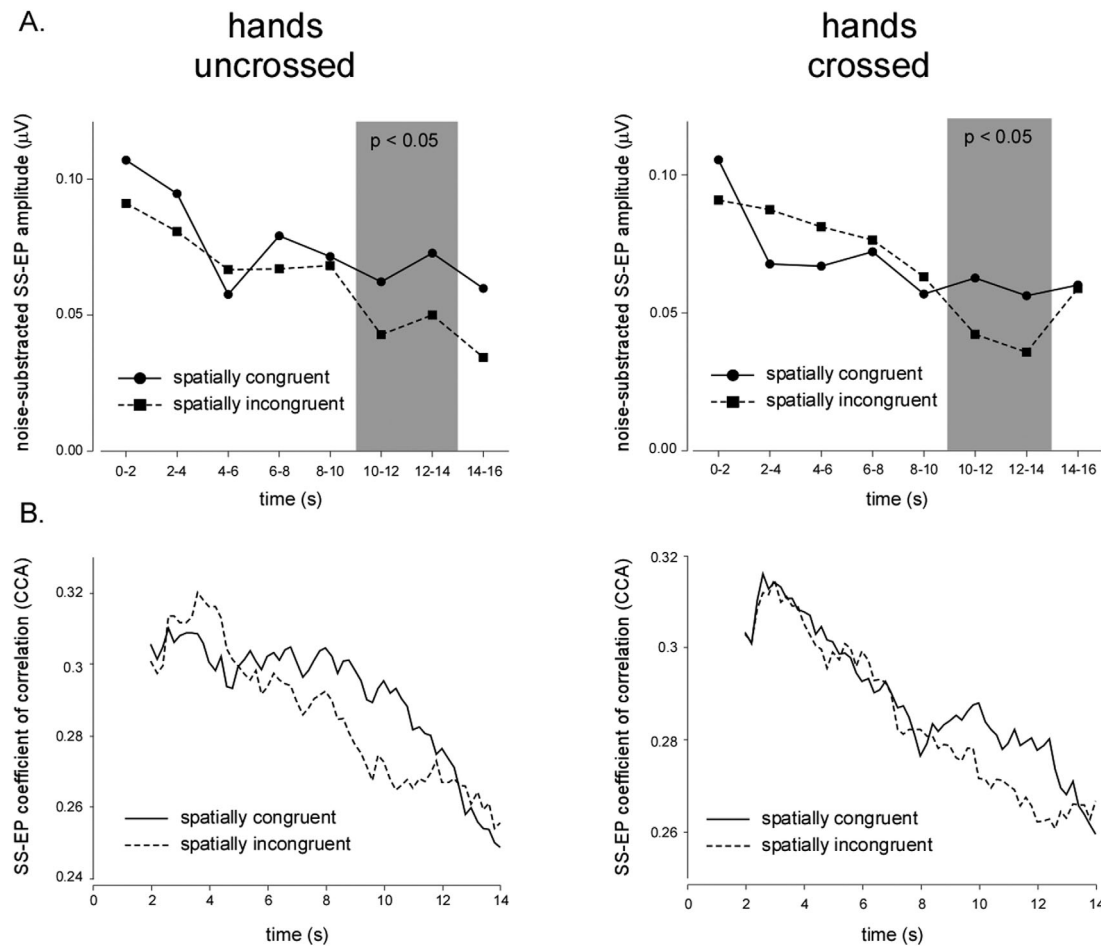 A.
hands
uncrossed
hands
crossed
noise-substracted SS-EP amplitude (µV)
0.10
0.05
0.00
p < 0.05
spatially congruent
spatially incongruent
0-2 2-4 4-6 6-8 8-10 10-12 12-14 14-16
time (s)
noise-substracted SS-EP amplitude (µV)
0.10
0.05
0.00
p < 0.05
spatially congruent
spatially incongruent
0-2 2-4 4-6 6-8 8-10 10-12 12-14 14-16
time (s)
B.
SS-EP coefficient of correlation (CCA)
0.32
0.3
0.28
0.26
0.24
spatially congruent
spatially incongruent
0 2 4 6 8 10 12 14
time (s)
SS-EP coefficient of correlation (CCA)
0.32
0.3
0.28
0.26
spatially congruent
spatially incongruent
0 2 4 6 8 10 12 14
time (s)